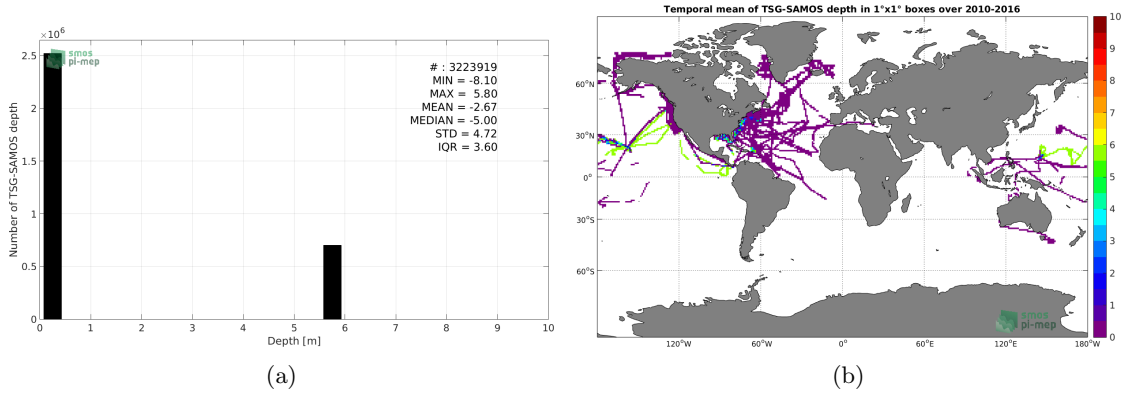 ×10⁶
2.5
2
1.5
1
0.5
0
Number of TSG-SAMOS depth
smos
pi-mep
# : 3223919
MIN = -8.10
MAX = 5.80
MEAN = -2.67
MEDIAN = -5.00
STD = 4.72
IQR = 3.60
0 1 2 3 4 5 6 7 8 9 10
Depth [m]
(a)
Temporal mean of TSG-SAMOS depth in 1°x1° boxes over 2010-2016
60°N
30°N
0°
30°S
60°S
120°W 60°W 0° 60°E 120°E 180°W
smos
pi-mep
10
9
8
7
6
5
4
3
2
1
0
(b)